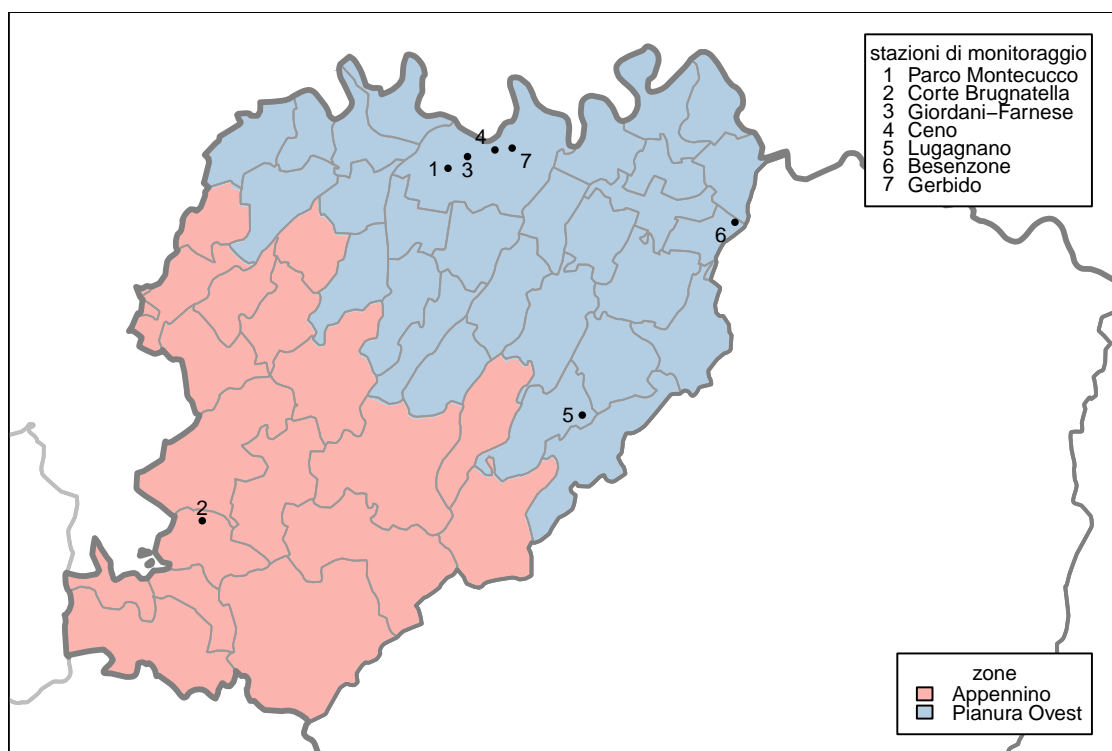 stazioni di monitoraggio
1 Parco Montecucco
2 Corte Brugnatella
3 Giordani−Farnese
4 Ceno
5 Lugagnano
6 Besenzone
7 Gerbido
4
7
1
3
6
5
2
zone
Appennino
Pianura Ovest